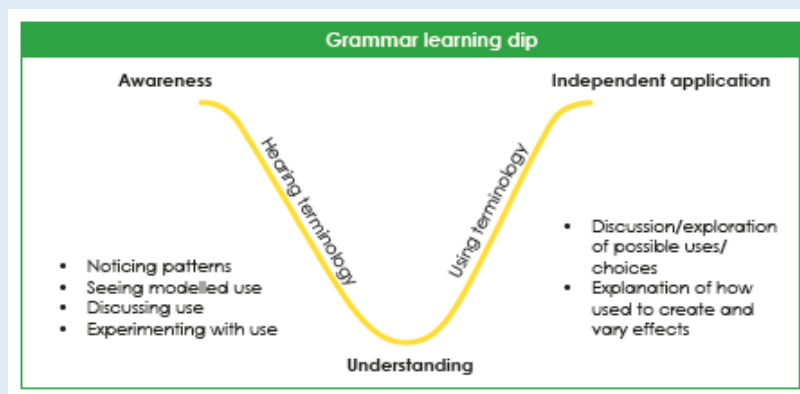 Grammar learning dip
Awareness
Independent application
Hearing terminology
Using terminology
• Noticing patterns
• Seeing modelled use
• Discussing use
• Experimenting with use
• Discussion/exploration
of possible uses/
choices
• Explanation of how
used to create and
vary effects
Understanding